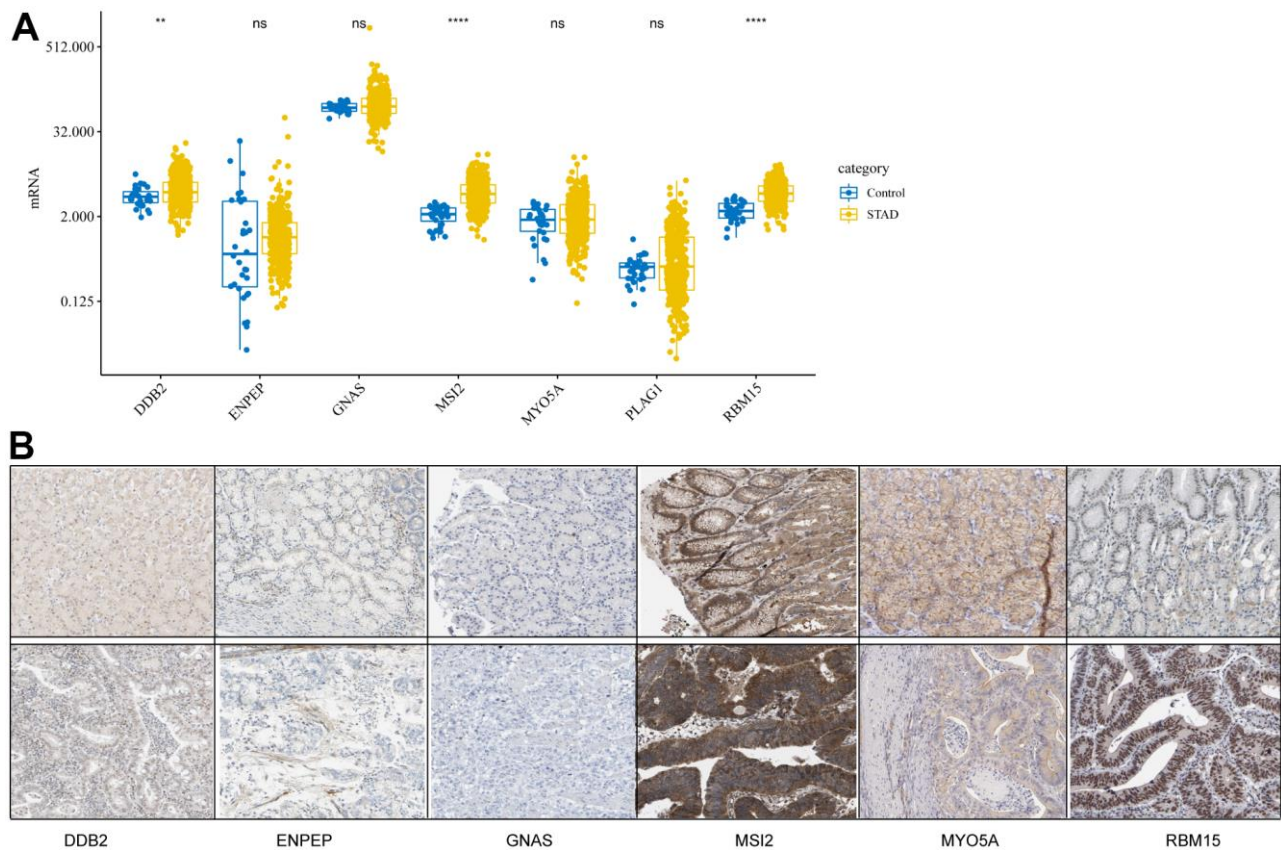 A
** ns ns **** ns ns ****
512.000
32.000
2.000
0.125
mRNA
category
Control
STAD
DDB2 ENPEP GNAS MSI2 MYO5A PLAG1 RBM15
B
DDB2 ENPEP GNAS MSI2 MYO5A RBM15